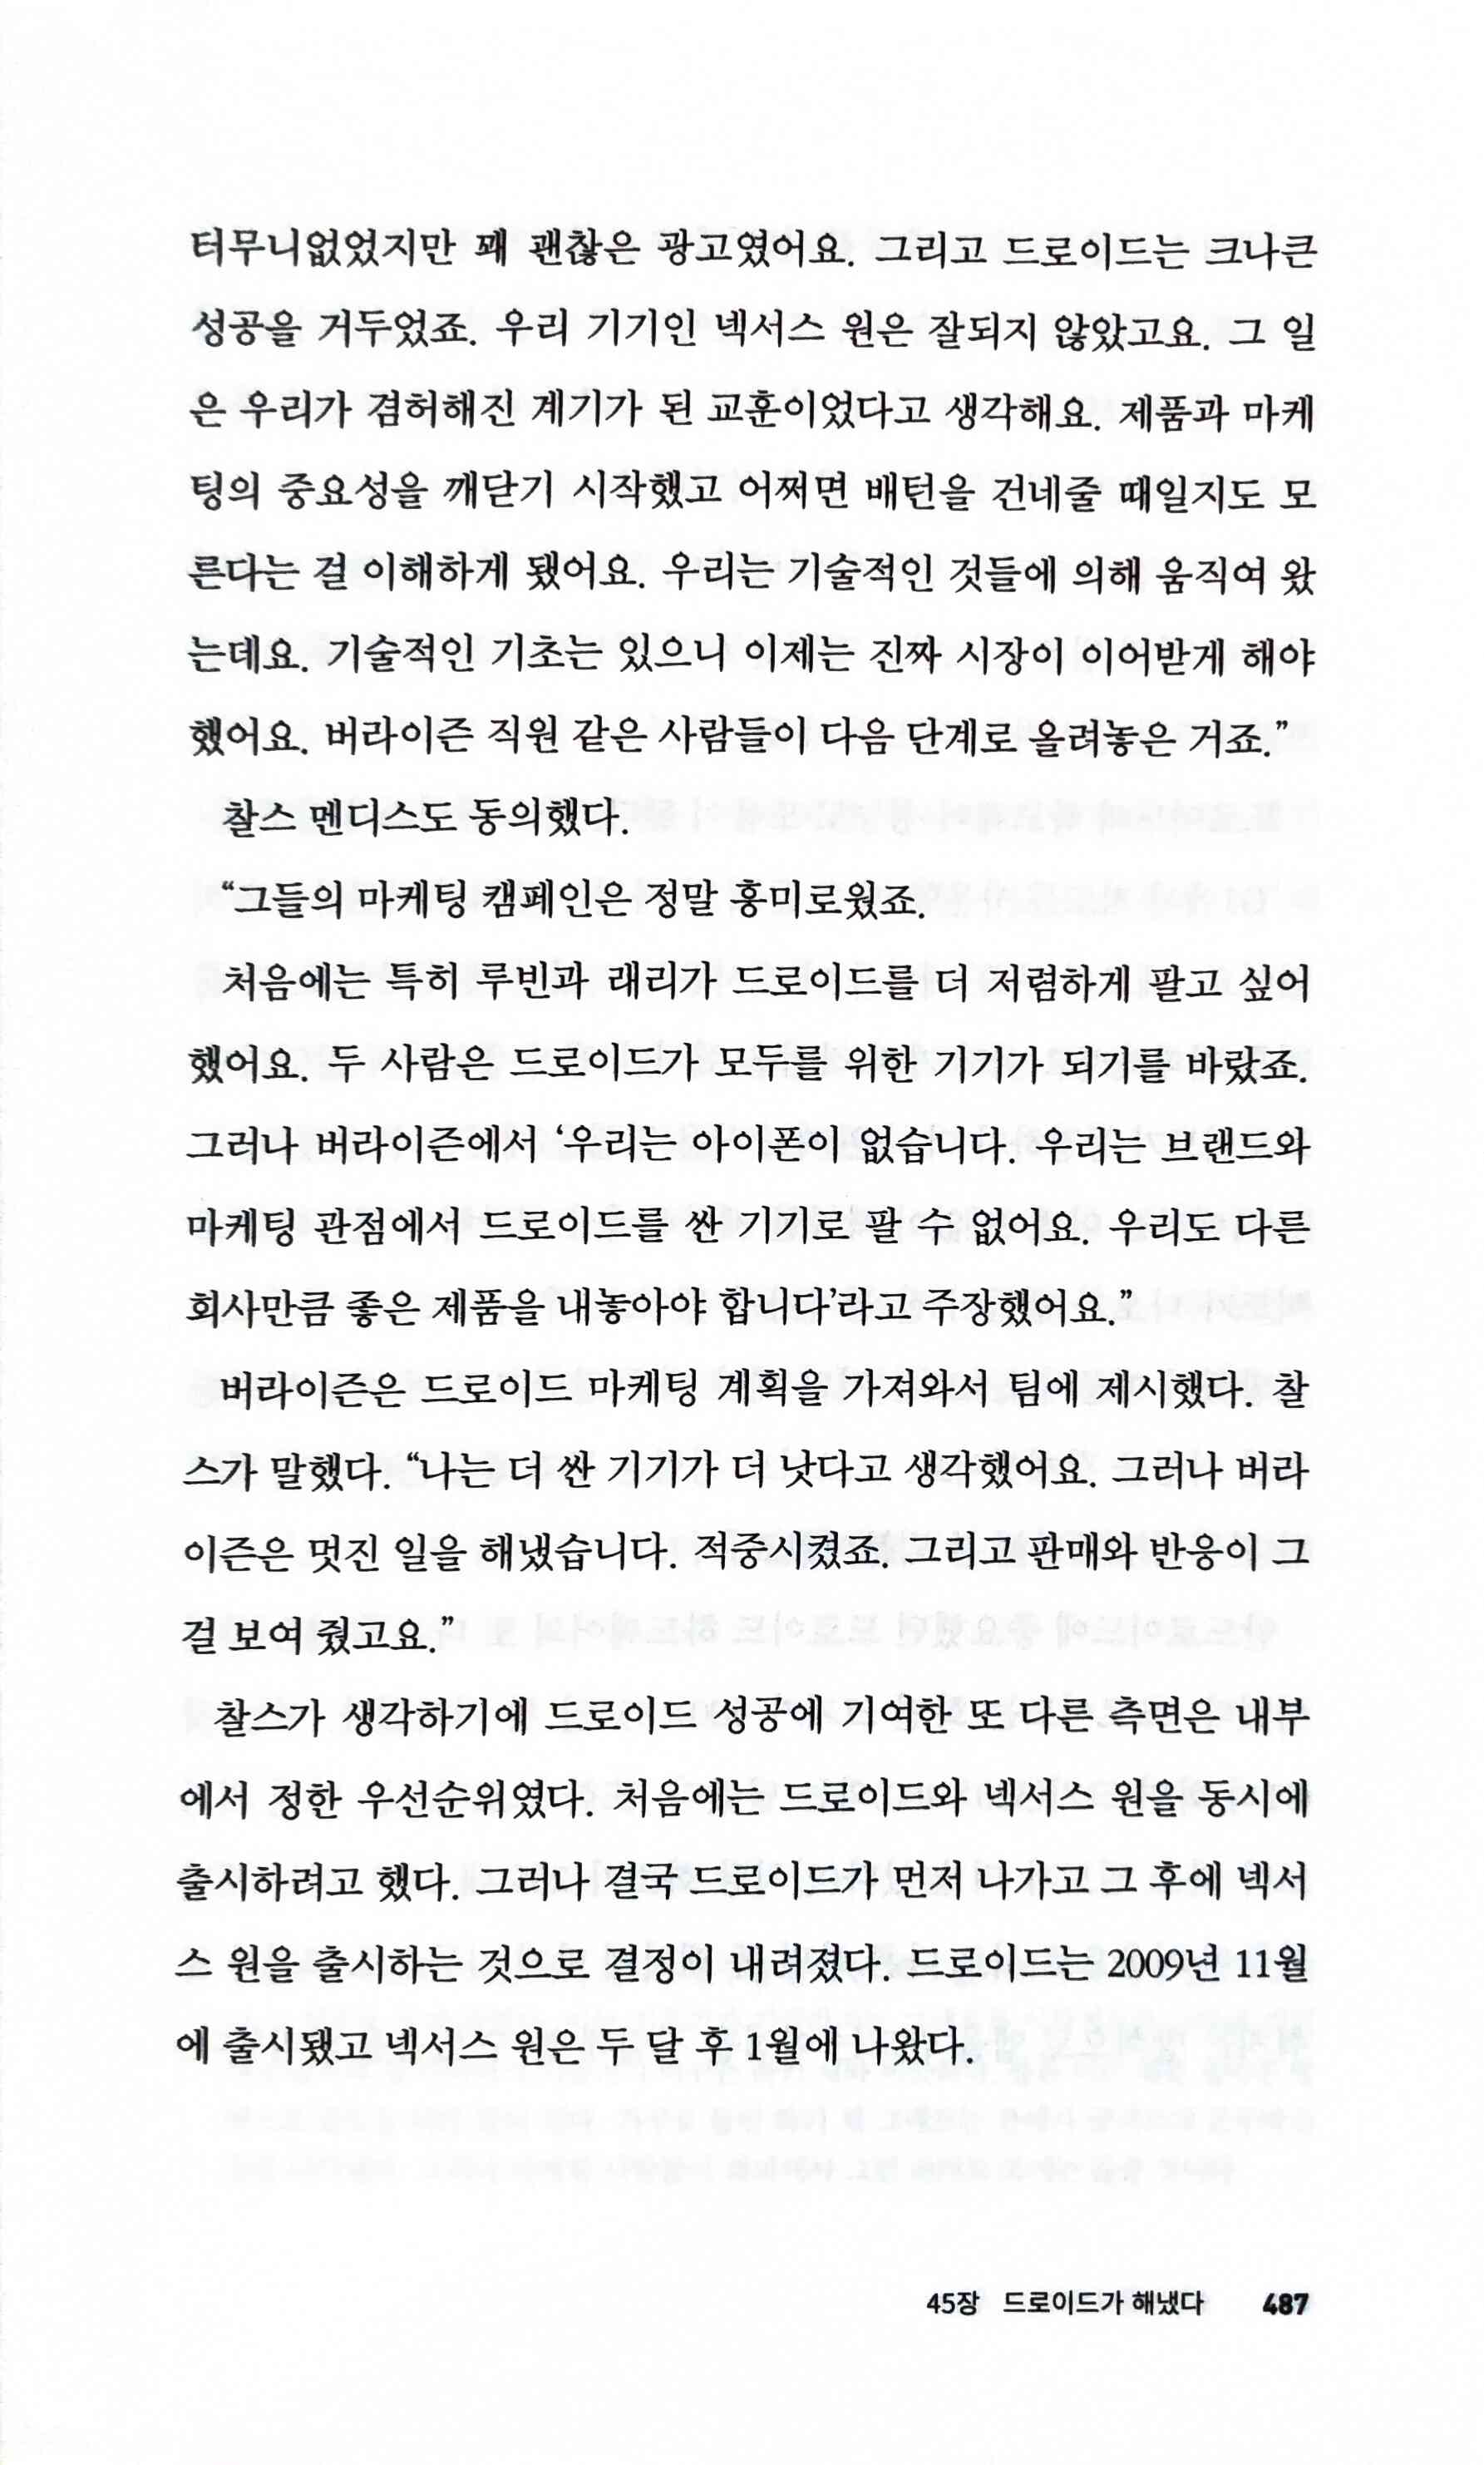 터무니없었지만 꽤 괜찮은 광고였어요. 그리고 드로이드는 크나큰
성공을 거두었죠. 우리 기기인 넥서스 원은 잘되지 않았고요. 그 일
은 우리가 겸허해진 계기가 된 교훈이었다고 생각해요. 제품과 마케
팅의 중요성을 깨닫기 시작했고 어쩌면 배턴을 건네줄 때일지도 모
른다는 걸 이해하게 됐어요. 우리는 기술적인 것들에 의해 움직여 왔
는데요. 기술적인 기초는 있으니 이제는 진짜 시장이 이어받게 해야
했어요. 버라이즌 직원 같은 사람들이 다음 단계로 올려놓은 거죠.”
찰스 멘디스도 동의했다.
“그들의 마케팅 캠페인은 정말 흥미로웠죠.
처음에는 특히 루빈과 래리가 드로이드를 더 저렴하게 팔고 싶어
했어요. 두 사람은 드로이드가 모두를 위한 기기가 되기를 바랐죠.
그러나 버라이즌에서 ‘우리는 아이폰이 없습니다. 우리는 브랜드와
마케팅 관점에서 드로이드를 싼 기기로 팔 수 없어요. 우리도 다른
회사만큼 좋은 제품을 내놓아야 합니다’라고 주장했어요.”
버라이즌은 드로이드 마케팅 계획을 가져와서 팀에 제시했다. 찰
스가 말했다. “나는 더 싼 기기가 더 낫다고 생각했어요. 그러나 버라
이즌은 멋진 일을 해냈습니다. 적중시켰죠. 그리고 판매와 반응이 그
걸 보여 줬고요.”
찰스가 생각하기에 드로이드 성공에 기여한 또 다른 측면은 내부
에서 정한 우선순위였다. 처음에는 드로이드와 넥서스 원을 동시에
출시하려고 했다. 그러나 결국 드로이드가 먼저 나가고 그 후에 넥서
스 원을 출시하는 것으로 결정이 내려졌다. 드로이드는 2009년 11월
에 출시됐고 넥서스 원은 두 달 후 1월에 나왔다.
45장 드로이드가 해냈다 487